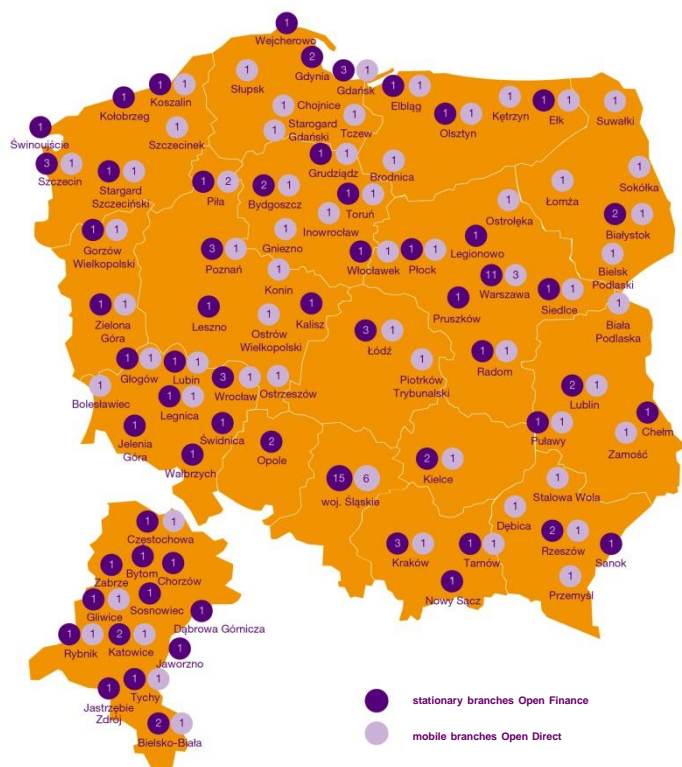 1
Wejcherowo
2
Gdynia
3 1
Gdańsk
1
Słupsk
1 1
Koszalin
1
Kołobrzeg
1
Świnoujście
1 1
Elbląg
1 1
Olsztyn
1
Kętrzyn
1 1
Ełk
1
Suwałki
1 Chojnice
1 Starogard
Gdański
1
Tczew
1
Szczecinek
3 1
Szczecin
1 1
Stargard
Szczeciński
1 2
Piła
2 1
Bydgoszcz
1 1
Grudziądz
1
Brodnica
1 1
Toruń
1
Inowrocław
1
Gniezno
1
Łomża
1
Sokółka
2 1
Białystok
1
Ostrołęka
1
Bielsk
Podlaski
1 1
Gorzów
Wielkopolski
3 1
Poznań
1
Konin
1 1
Włocławek
1 1
Płock
1
Legionowo
11 3
Warszawa
1
Pruszków
1 1
Siedlce
1
Biała
Podlaska
1 1
Zielona
Góra
1
Leszno
1
Ostrów
Wielkopolski
1
Kalisz
3 1
Łódź
1
Piotrków
Trybunalski
1 1
Radom
2 1
Lublin
1
Chełm
1
Zamość
1 1
Puławy
1 1
Głogów
1 1
Lubin
3 1
Wrocław
1
Ostrzeszów
1
Bolesławiec
1 1
Legnica
1
Jelenia
Góra
1
Świdnica
1
Wałbrzych
2
Opole
15 6
woj. Śląskie
2 1
Kielce
1
Stalowa Wola
1
Dębica
2 1
Rzeszów
1
Sanok
3 1
Kraków
1 1
Tarnów
1
Nowy Sącz
1
Przemyśl
1 1
Częstochowa
1
Zabrze
1
Bytom
1
Chorzów
1 1
Gliwice
1
Sosnowiec
1
Dąbrowa Górnicza
1 1
Rybnik
2 1
Katowice
1
Jaworzno
1
Jastrzębie
Zdrój
1 1
Tychy
2 1
Bielsko-Biała
stationary branches Open Finance
mobile branches Open Direct